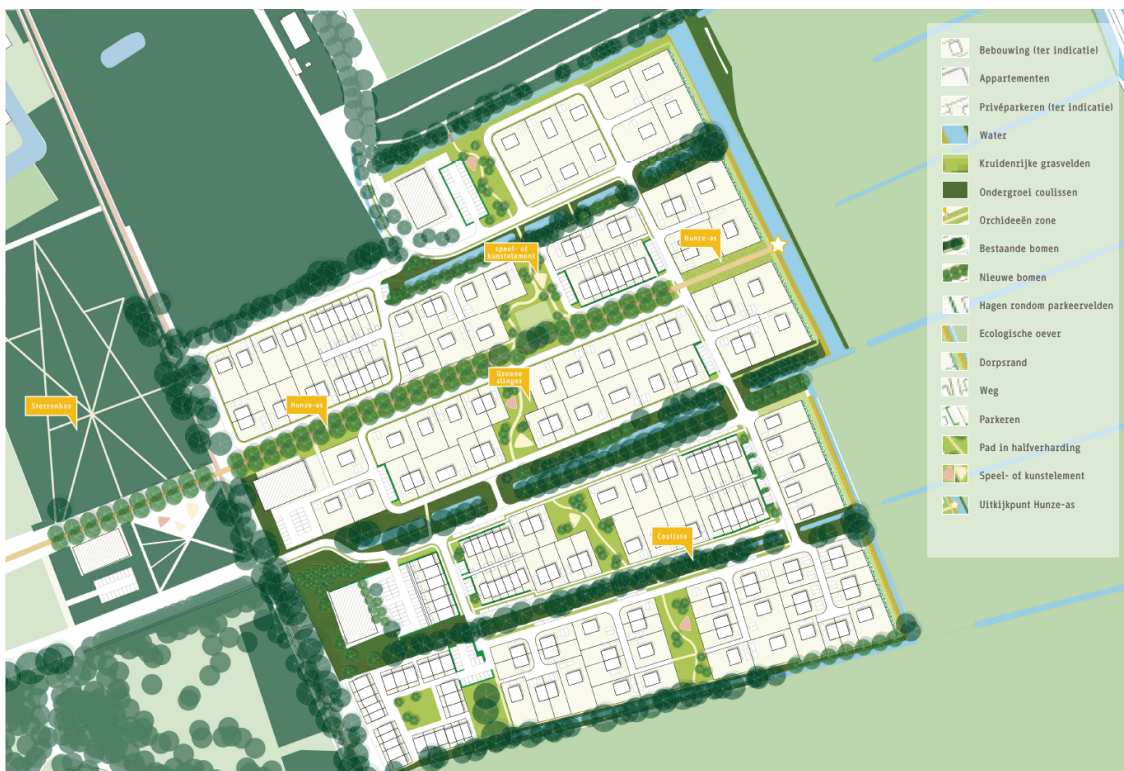 Bebouwing (ter indicatie)
Appartementen
Privéparkeren (ter indicatie)
Water
Kruidenrijke grasvelden
Ondergroei coulissen
Orchideeën zone
Bestaande bomen
Nieuwe bomen
Hagen rondom parkeervelden
Ecologische oever
Dorpsrand
Weg
Parkeren
Pad in halfverharding
Speel- of kunstelement
Uitkijkpunt Hunze-as
Hunze-as
speel- of
kunstelement
Groene
slinger
Sterrenbos
Hunze-as
Coulisse